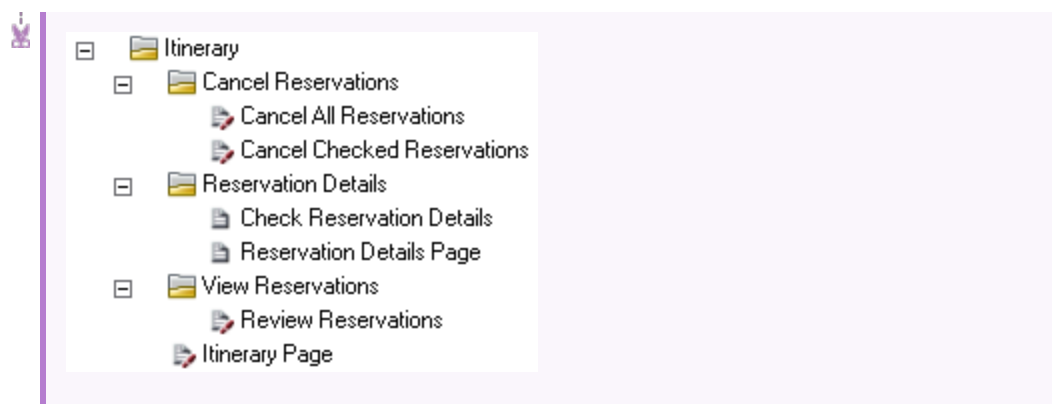 Itinerary
Cancel Reservations
Cancel All Reservations
Cancel Checked Reservations
Reservation Details
Check Reservation Details
Reservation Details Page
View Reservations
Review Reservations
Itinerary Page